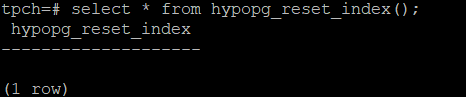 tpch=# select * from hypopg_reset_index();
hypopg_reset_index
--------------------
(1 row)